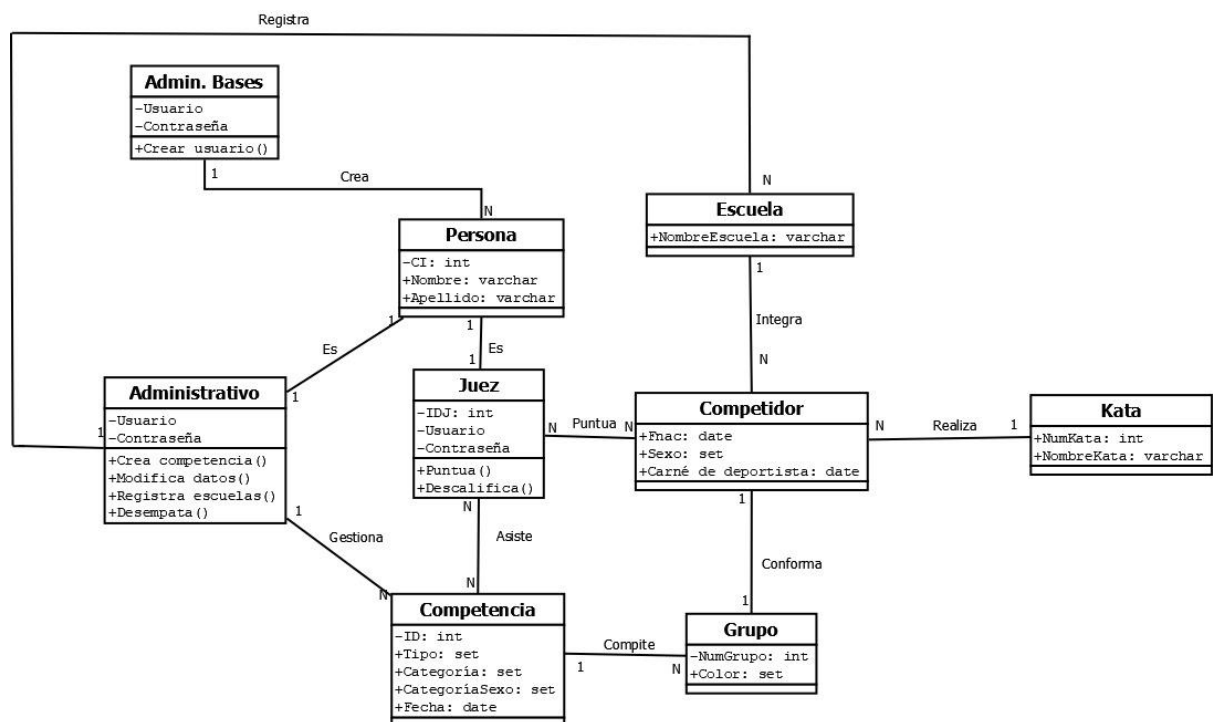 Registra
Admin. Bases
-Usuario
-Contraseña
+Crear usuario()
1
Crea
N
N
Escuela
+NombreEscuela: varchar
1
Persona
-CI: int
+Nombre: varchar
+Apellido: varchar
1
1
Integra
Es
1
Es
N
1
Administrativo
-Usuario
-Contraseña
+Crea competencia()
+Modifica datos()
+Registra escuelas()
+Desempata()
1
1
Juez
-IDJ: int
-Usuario
-Contraseña
+Puntua()
+Descalifica()
N
Puntua
N
Competidor
+Fnac: date
+Sexo: set
+Carné de deportista: date
N
Realiza
1
Kata
+NumKata: int
+NombreKata: varchar
1
N
1
Gestiona
Asiste
Conforma
N
N
1
Competencia
-ID: int
+Tipo: set
+Categoría: set
+CategoríaSexo: set
+Fecha: date
Compite
1
N
Grupo
-NumGrupo: int
+Color: set